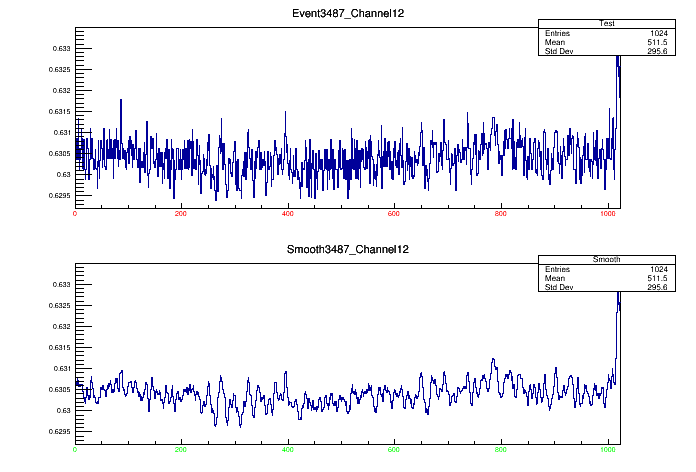 Event3487_Channel12
Test
Entries 1024
Mean 511.5
Std Dev 295.6
0.633
0.6325
0.632
0.6315
0.631
0.6305
0.63
0.6295
0 200 400 600 800 1000
Smooth3487_Channel12
Smooth
Entries 1024
Mean 511.5
Std Dev 295.6
0.633
0.6325
0.632
0.6315
0.631
0.6305
0.63
0.6295
0 200 400 600 800 1000